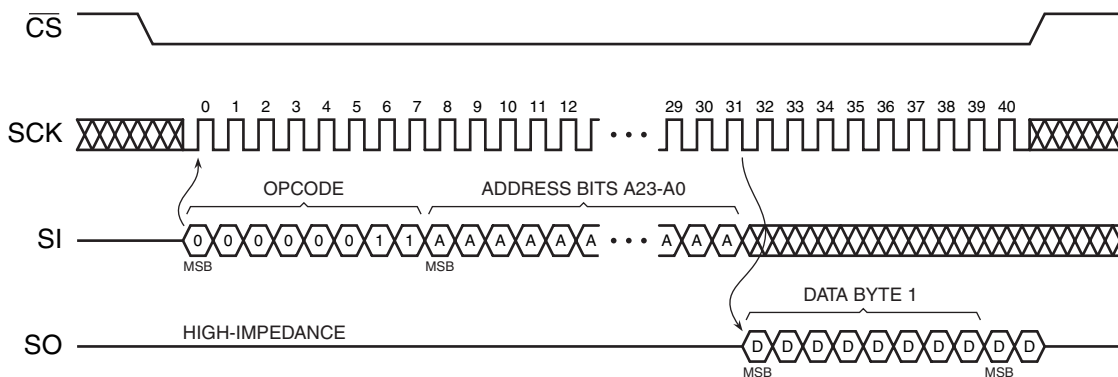 CS
0 1 2 3 4 5 6 7 8 9 10 11 12 29 30 31 32 33 34 35 36 37 38 39 40
SCK
OPCODE ADDRESS BITS A23-A0
SI 0 0 0 0 0 0 1 1 A A A A A A • • • A A A
MSB MSB
DATA BYTE 1
HIGH-IMPEDANCE
SO D D D D D D D D D D
MSB MSB